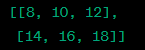 [[8, 10, 12],
[14, 16, 18]]